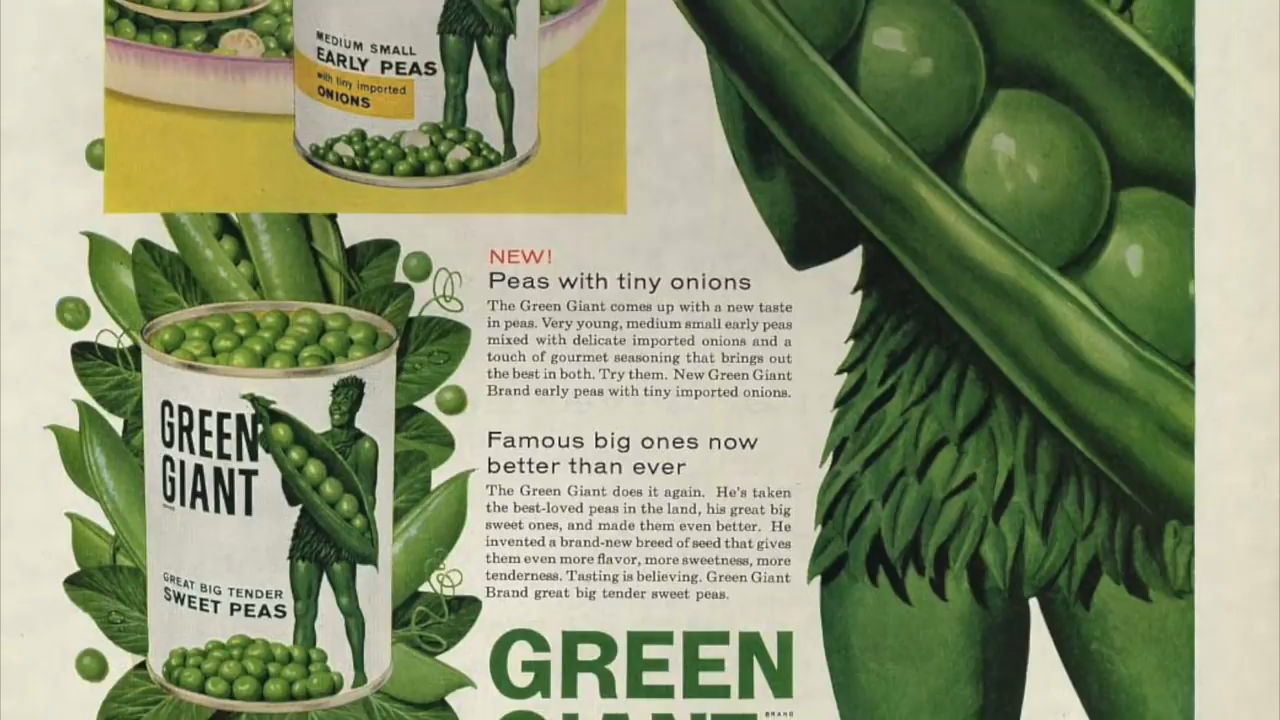 MEDIUM SMALL
EARLY PEAS
with tiny imported
ONIONS
NEW!
Peas with tiny onions
The Green Giant comes up with a new taste
in peas. Very young, medium small early peas
mixed with delicate imported onions and a
touch of gourmet seasoning that brings out
the best in both. Try them. New Green Giant
Brand early peas with tiny imported onions.
Famous big ones now
better than ever
The Green Giant does it again. He's taken
the best-loved peas in the land, his great big
sweet ones, and made them even better. He
invented a brand-new breed of seed that gives
them even more flavor, more sweetness, more
tenderness. Tasting is believing. Green Giant
Brand great big tender sweet peas.
GREEN
GIANT
GREAT BIG TENDER
SWEET PEAS
GREEN
GIANT
BRAND